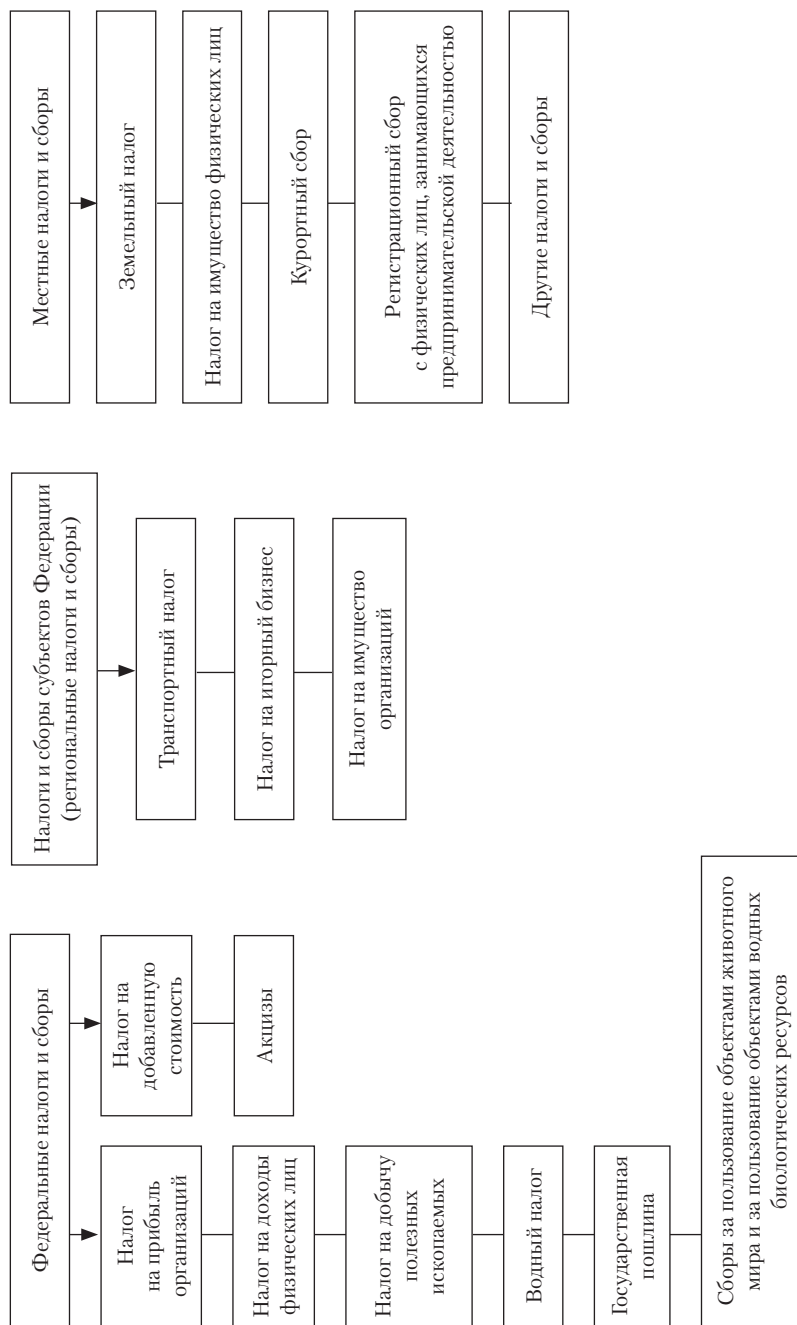 Федеральные налоги и сборы
Налог
на прибыль
организаций
Налог на доходы
физических лиц
Налог на добычу
полезных
ископаемых
Водный налог
Государственная
пошлина
Сборы за пользование объектами животного
мира и за пользование объектами водных
биологических ресурсов
Налог на
добавленную
стоимость
Акцизы
Налоги и сборы субъектов Федерации
(региональные налоги и сборы)
Транспортный налог
Налог на игорный бизнес
Налог на имущество
организаций
Местные налоги и сборы
Земельный налог
Налог на имущество физических лиц
Курортный сбор
Регистрационный сбор
с физических лиц, занимающихся
предпринимательской деятельностью
Другие налоги и сборы